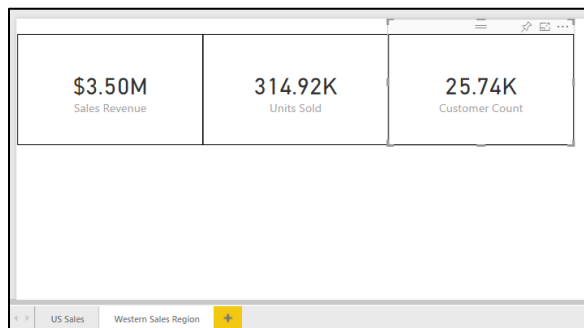 $3.50M
Sales Revenue
314.92K
Units Sold
25.74K
Customer Count
US Sales
Western Sales Region
+